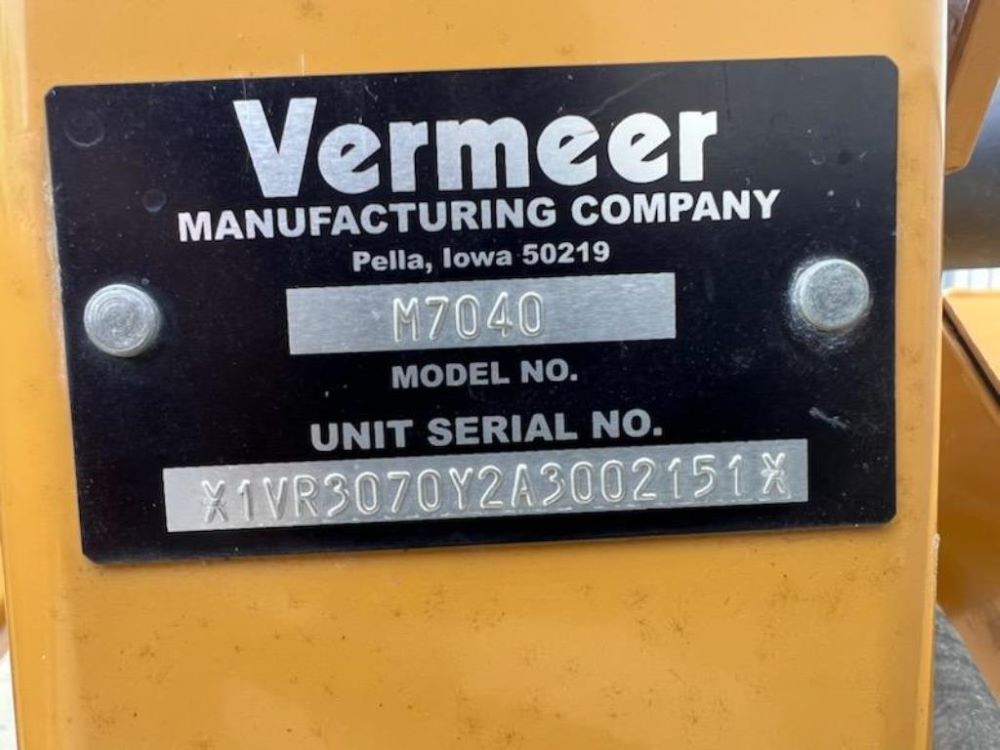 Vermeer
MANUFACTURING COMPANY
Pella, Iowa 50219
M7040
MODEL NO.
UNIT SERIAL NO.
*1VR3070Y2A3002151*